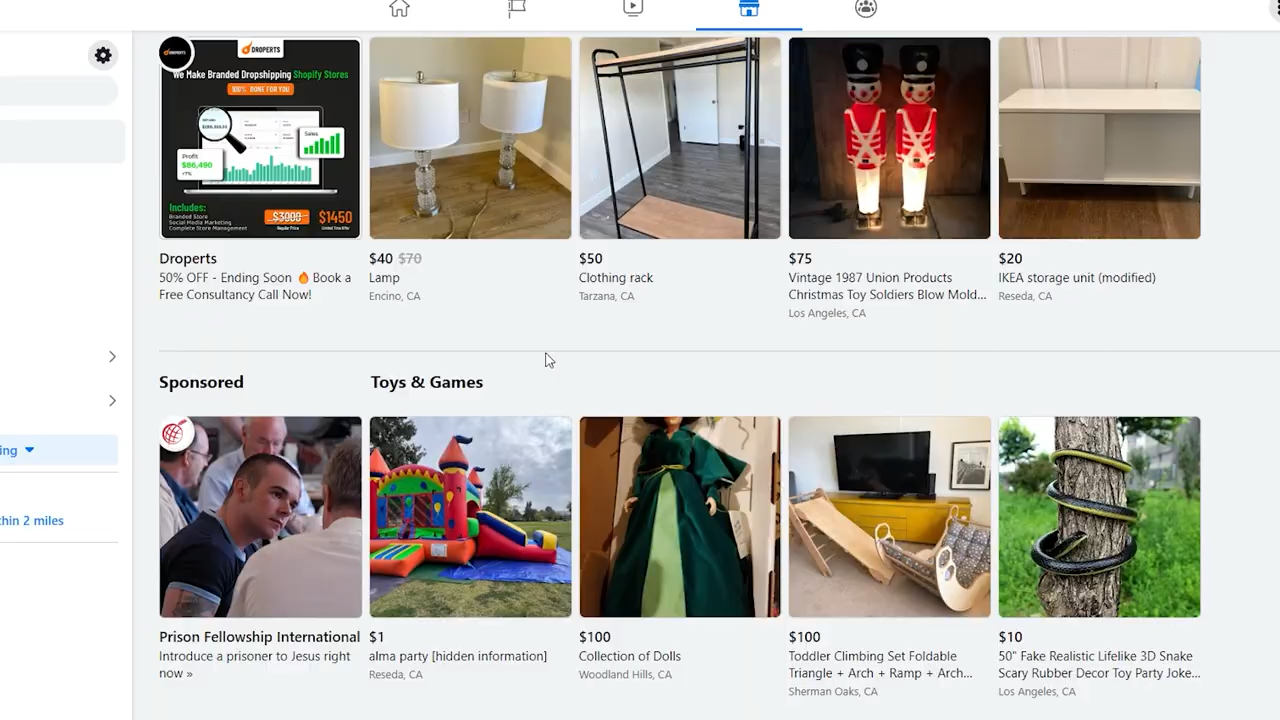 DROPERTS
We Make Branded Dropshipping Shopify Stores
100% DONE FOR YOU
Sales
Profit
$86,490
Includes:
Branded Store
Social Media Marketing
Complete Store Management
$3000
Regular Price
$1450
Limited Time Offer
Droperts
50% OFF - Ending Soon 🔥 Book a
Free Consultancy Call Now!
$40 $70
Lamp
Encino, CA
$50
Clothing rack
Tarzana, CA
$75
Vintage 1987 Union Products
Christmas Toy Soldiers Blow Mold...
Los Angeles, CA
$20
IKEA storage unit (modified)
Reseda, CA
ing
thin 2 miles
Sponsored
Toys & Games
Prison Fellowship International
Introduce a prisoner to Jesus right
now »
$1
alma party [hidden information]
Reseda, CA
$100
Collection of Dolls
Woodland Hills, CA
$100
Toddler Climbing Set Foldable
Triangle + Arch + Ramp + Arch...
Sherman Oaks, CA
$10
50" Fake Realistic Lifelike 3D Snake
Scary Rubber Decor Toy Party Joke...
Los Angeles, CA